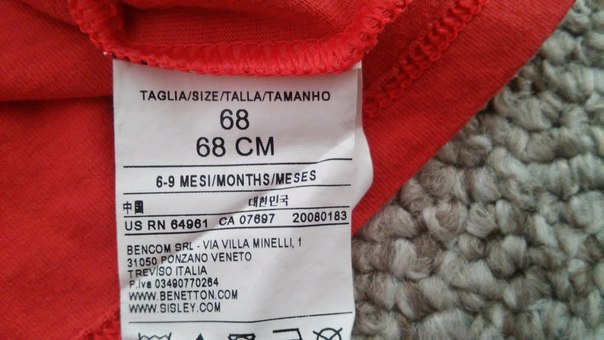 TAGLIA/SIZE/TALLA/TAMANHO
68
68 CM
6-9 MESI/MONTHS/MESES
中国 대한민국
US RN 64961 CA 07697 20080183
BENCOM SRL - VIA VILLA MINELLI, 1
31050 PONZANO VENETO
TREVISO ITALIA
P.Iva 03490770264
WWW.BENETTON.COM
WWW.SISLEY.COM